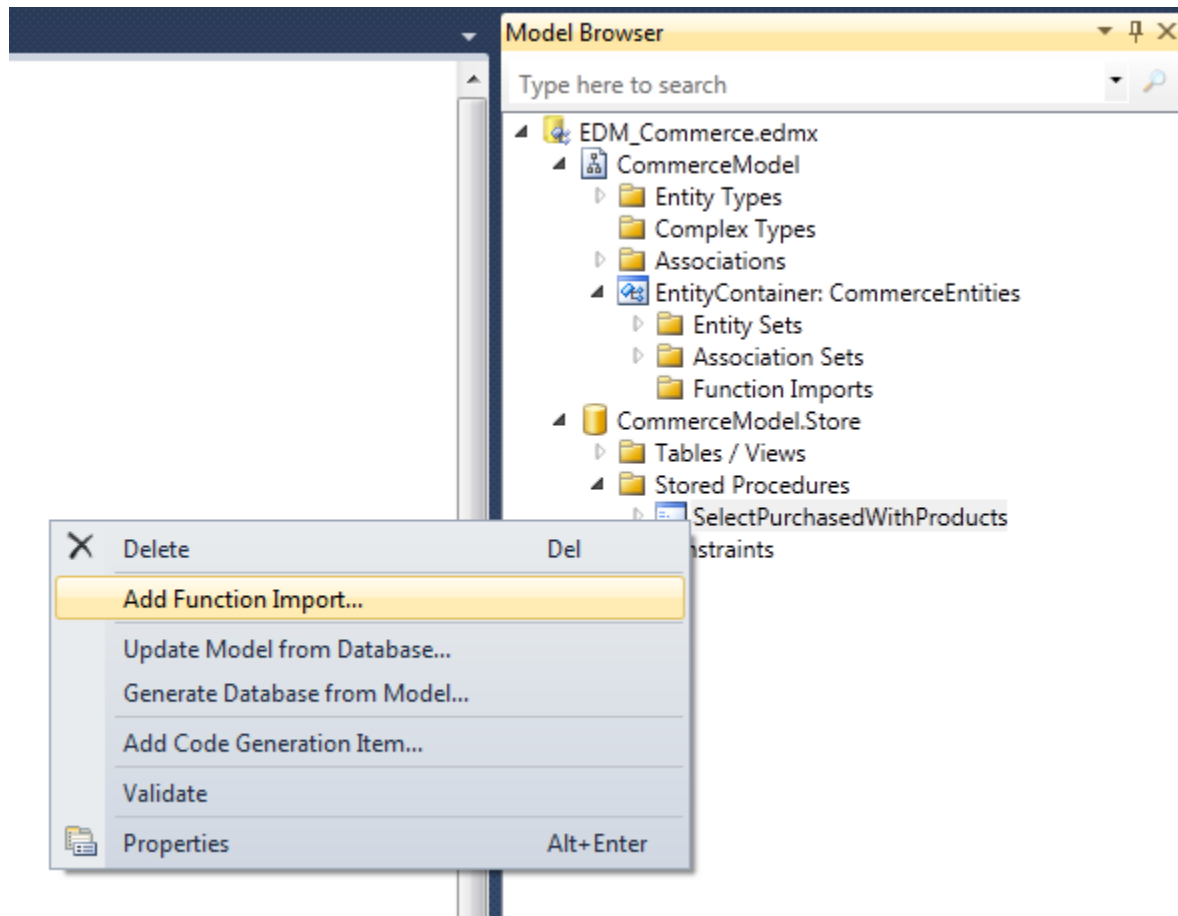 Model Browser
Type here to search
EDM_Commerce.edmx
CommerceModel
Entity Types
Complex Types
Associations
EntityContainer: CommerceEntities
Entity Sets
Association Sets
Function Imports
CommerceModel.Store
Tables / Views
Stored Procedures
SelectPurchasedWithProducts
nstraints
Delete Del
Add Function Import...
Update Model from Database...
Generate Database from Model...
Add Code Generation Item...
Validate
Properties Alt+Enter